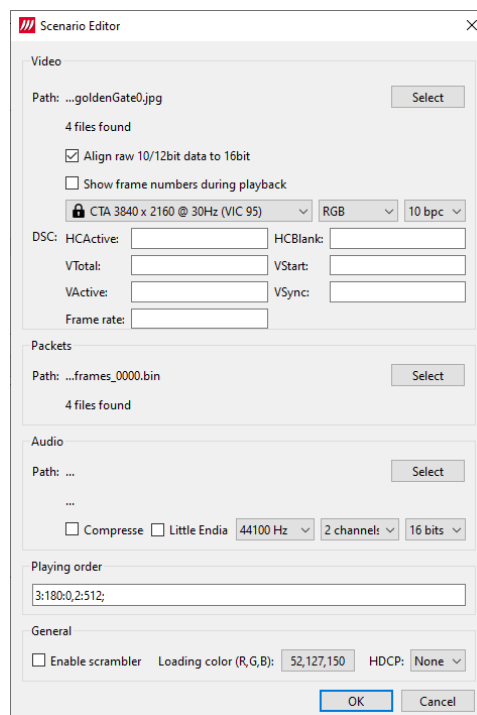 Scenario Editor
Video
Path: ...goldenGate0.jpg Select
4 files found
Align raw 10/12bit data to 16bit
Show frame numbers during playback
CTA 3840 x 2160 @ 30Hz (VIC 95) RGB 10 bpc
DSC: HCActive: HCBlank:
VTotal: VStart:
VActive: VSync:
Frame rate:
Packets
Path: ...frames_0000.bin Select
4 files found
Audio
Path: ... Select
...
Compresse Little Endia 44100 Hz 2 channels 16 bits
Playing order
3:180:0,2:512;
General
Enable scrambler Loading color (R,G,B): 52,127,150 HDCP: None
OK Cancel